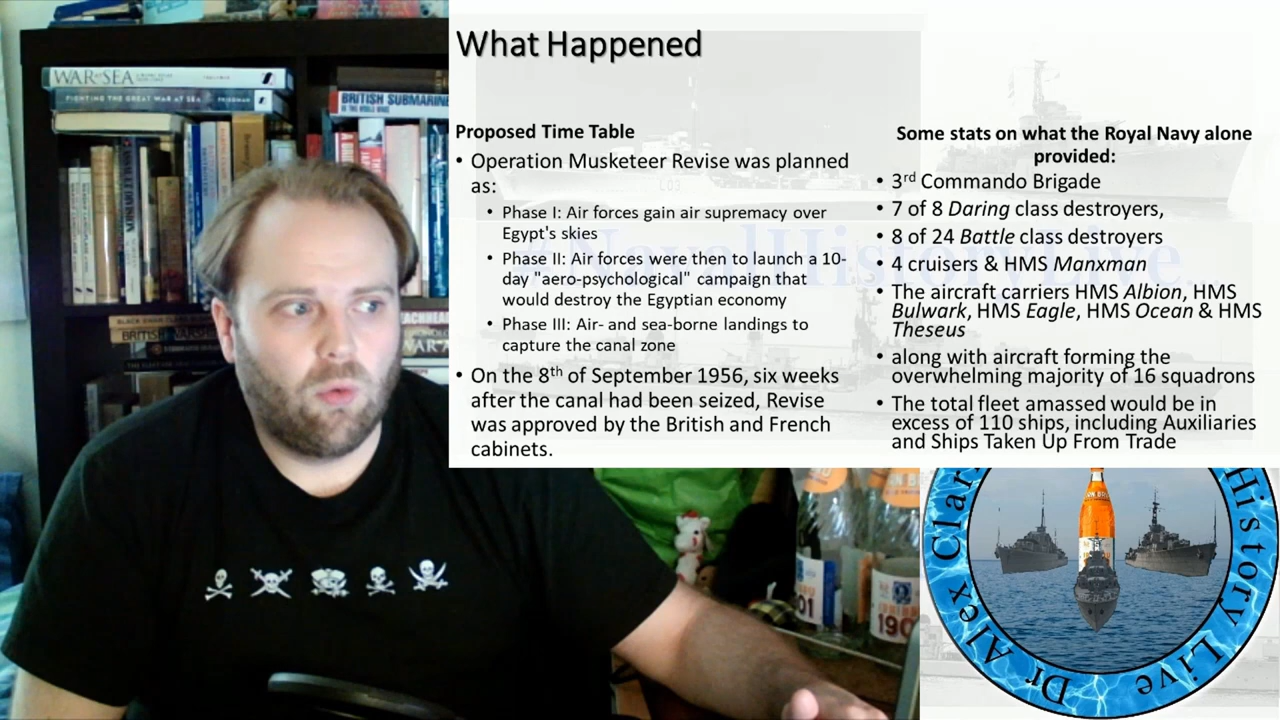 What Happened
Proposed Time Table
• Operation Musketeer Revise was planned
as:
• Phase I: Air forces gain air supremacy over
Egypt's skies
• Phase II: Air forces were then to launch a 10-
day "aero-psychological" campaign that
would destroy the Egyptian economy
• Phase III: Air- and sea-borne landings to
capture the canal zone
• On the 8th of September 1956, six weeks
after the canal had been seized, Revise
was approved by the British and French
cabinets.
Some stats on what the Royal Navy alone
provided:
• 3rd Commando Brigade
• 7 of 8 Daring class destroyers,
• 8 of 24 Battle class destroyers
• 4 cruisers & HMS Manxman
• The aircraft carriers HMS Albion, HMS
Bulwark, HMS Eagle, HMS Ocean & HMS
Theseus
• along with aircraft forming the
overwhelming majority of 16 squadrons
• The total fleet amassed would be in
excess of 110 ships, including Auxiliaries
and Ships Taken Up From Trade
#NavalHistoryLive
WAR AT SEA
FIGHTING THE GREAT WAR AT SEA FRIEDMAN
BRITISH SUBMARINE
Dr Alex Clar
History Live
190